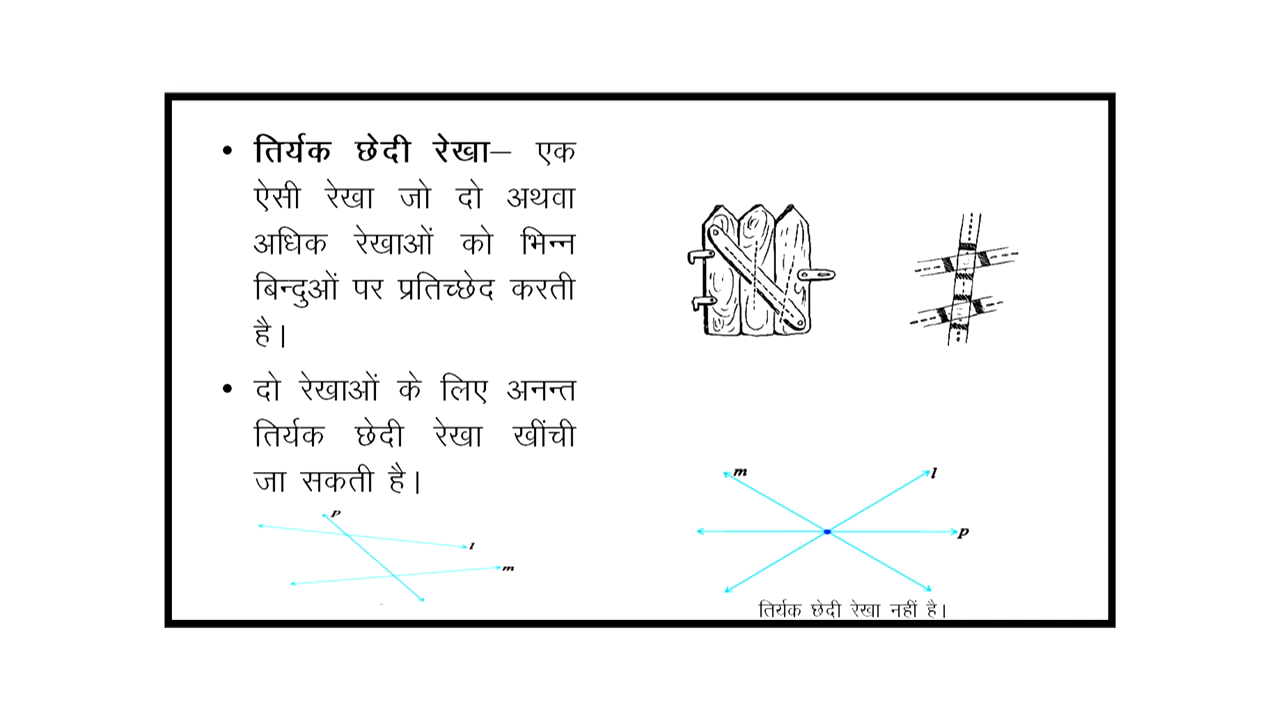 • तिर्यक छेदी रेखा– एक
ऐसी रेखा जो दो अथवा
अधिक रेखाओं को भिन्न
बिन्दुओं पर प्रतिच्छेद करती
है।
• दो रेखाओं के लिए अनन्त
तिर्यक छेदी रेखा खींची
जा सकती है।
p
l
m
m
l
p
तिर्यक छेदी रेखा नहीं है।